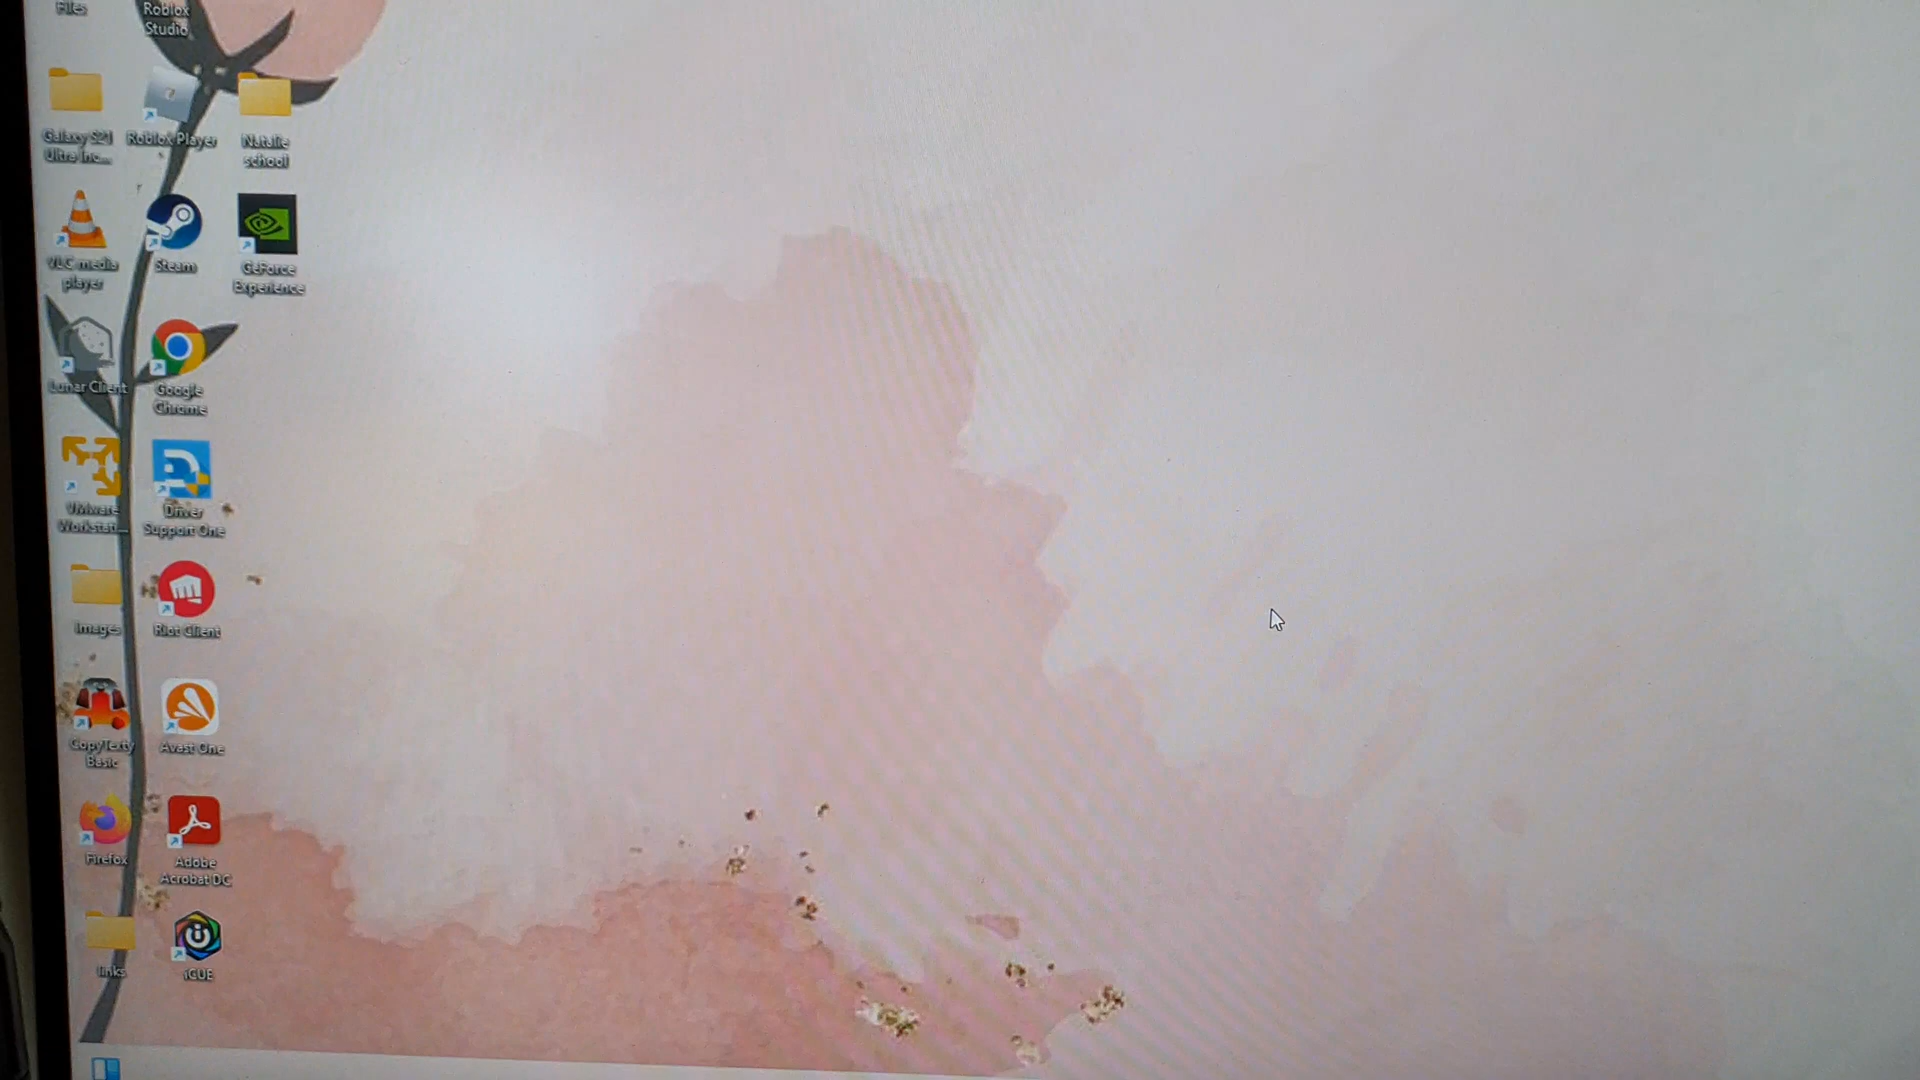 Files
Roblox
Studio
Galaxy S21
Ultra Inc...
Roblox Player
Natalie
school
VLC media
player
Steam
GeForce
Experience
Lunar Client
Google
Chrome
VMware
Workstati...
Driver
Support One
Images
Riot Client
CopyTexty
Basic
Avast One
Firefox
Adobe
Acrobat DC
links
iCUE